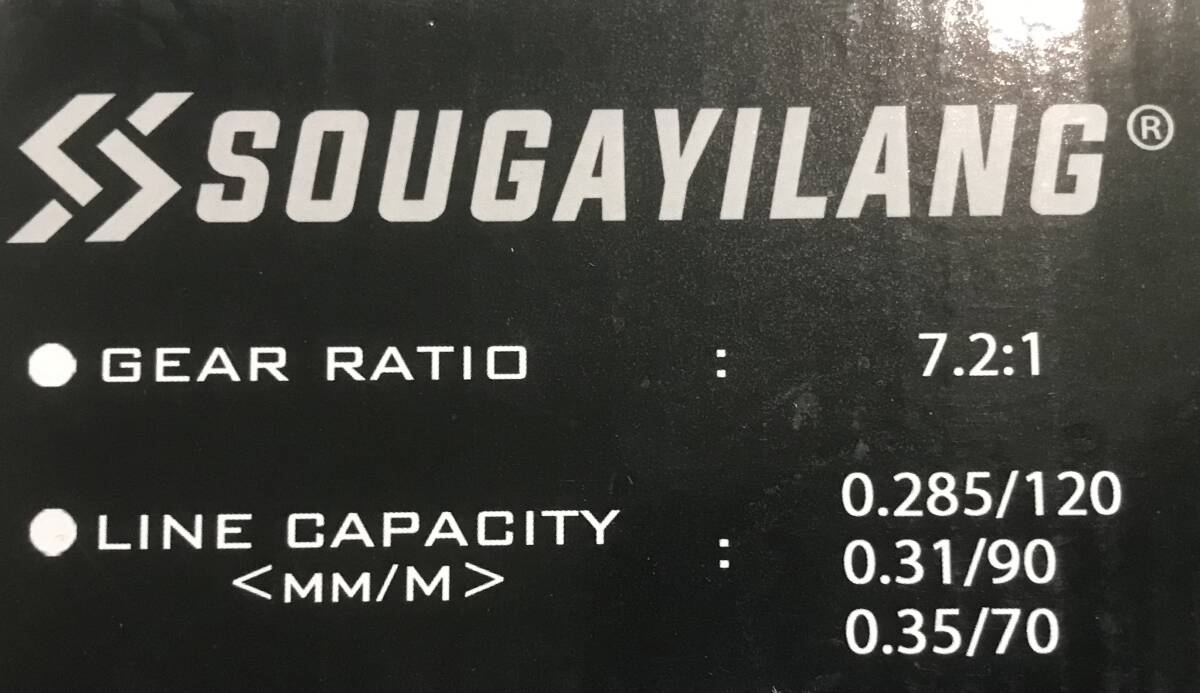 SOUGAYILANG®
GEAR RATIO : 7.2:1
LINE CAPACITY : 0.285/120
<MM/M> 0.31/90
0.35/70